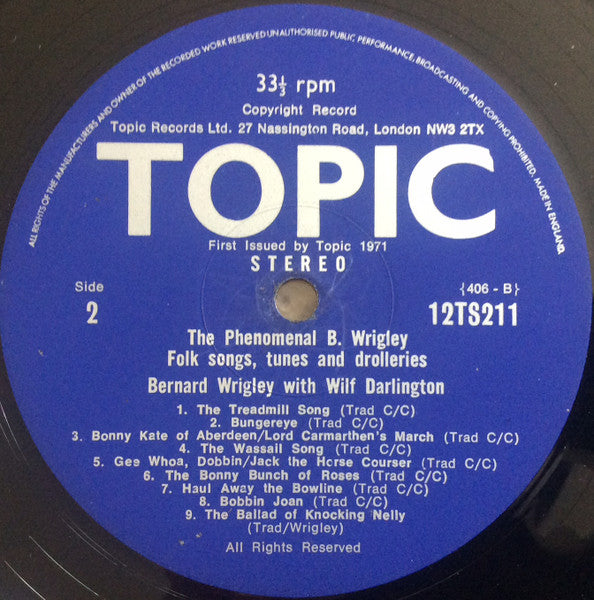 ALL RIGHTS OF THE MANUFACTURERS AND OWNER OF THE RECORDED WORK RESERVED UNAUTHORISED PUBLIC PERFORMANCE, BROADCASTING AND COPYING PROHIBITED. MADE IN ENGLAND.
33⅓ rpm
Copyright Record
Topic Records Ltd. 27 Nassington Road, London NW3 2TX
TOPIC
First Issued by Topic 1971
STEREO
Side
2
{406 - B}
12TS211
The Phenomenal B. Wrigley
Folk songs, tunes and drolleries
Bernard Wrigley with Wilf Darlington
1. The Treadmill Song (Trad C/C)
2. Bungereye (Trad C/C)
3. Bonny Kate of Aberdeen/Lord Carmarthen's March (Trad C/C)
4. The Wassail Song (Trad C/C)
5. Gee Whoa, Dobbin/Jack the Horse Courser (Trad C/C)
6. The Bonny Bunch of Roses (Trad C/C)
7. Haul Away the Bowline (Trad C/C)
8. Bobbin Joan (Trad C/C)
9. The Ballad of Knocking Nelly
(Trad/Wrigley)
All Rights Reserved